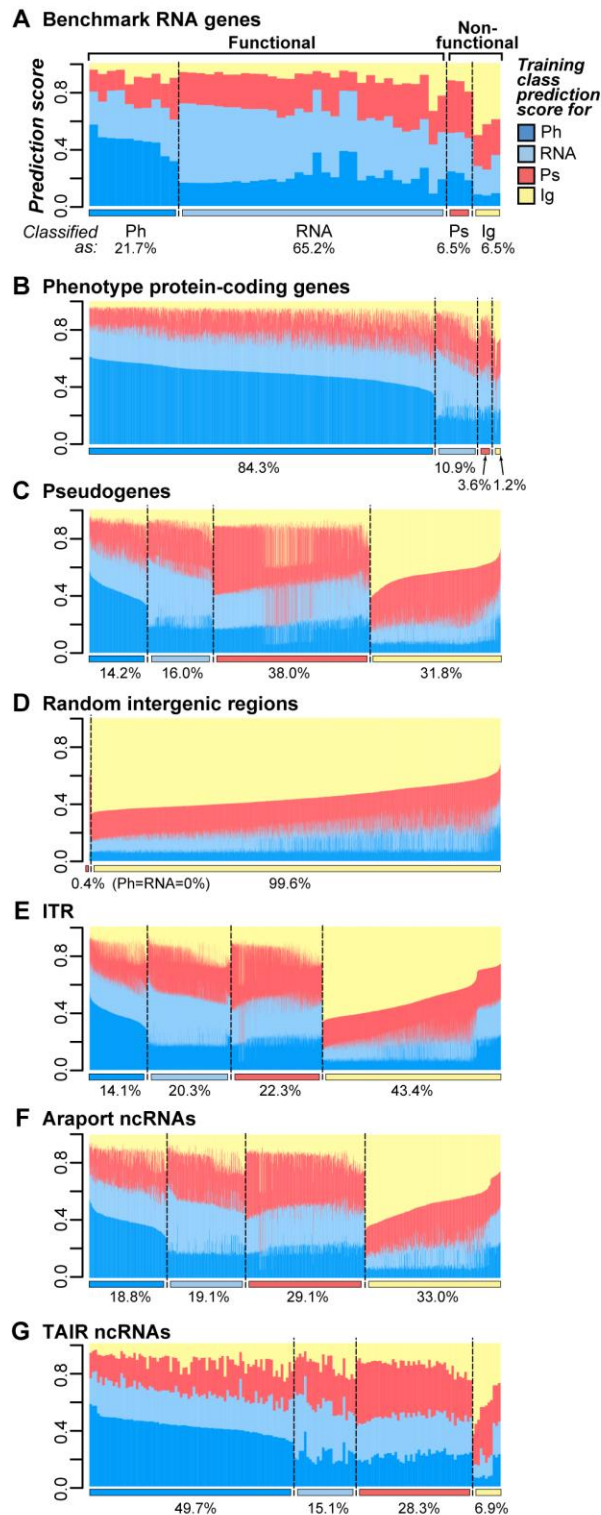 A Benchmark RNA genes
Functional
Non-functional
Training class prediction score for
Ph
RNA
Ps
Ig
Prediction score
0.0 0.4 0.8
Classified as:
Ph RNA Ps Ig
21.7% 65.2% 6.5% 6.5%
B Phenotype protein-coding genes
0.0 0.4 0.8
84.3% 10.9% 3.6% 1.2%
C Pseudogenes
0.0 0.4 0.8
14.2% 16.0% 38.0% 31.8%
D Random intergenic regions
0.0 0.4 0.8
0.4% (Ph=RNA=0%) 99.6%
E ITR
0.0 0.4 0.8
14.1% 20.3% 22.3% 43.4%
F Araport ncRNAs
0.0 0.4 0.8
18.8% 19.1% 29.1% 33.0%
G TAIR ncRNAs
0.0 0.4 0.8
49.7% 15.1% 28.3% 6.9%